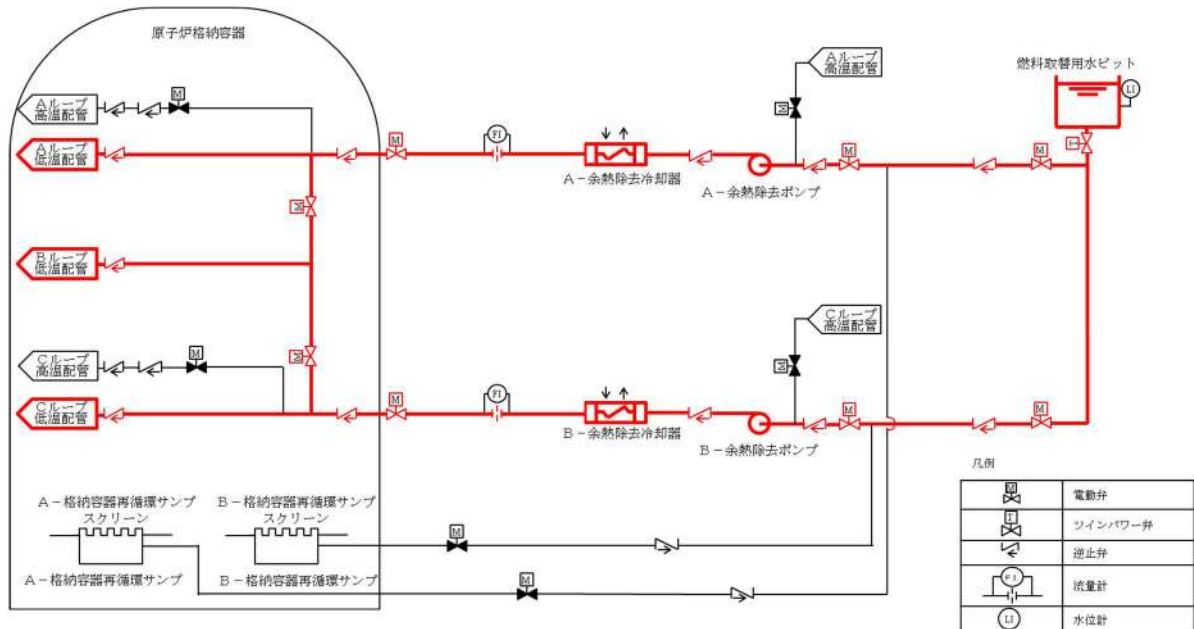 原子炉格納容器
Aループ
高温配管
燃料取替用水ピット
LI
M
Aループ
高温配管
M
Aループ
低温配管
M
FI
M
M
A－余熱除去冷却器
A－余熱除去ポンプ
T
M
Bループ
低温配管
M
Cループ
高温配管
M
Cループ
高温配管
M
M
Cループ
低温配管
M
FI
M
M
B－余熱除去冷却器
B－余熱除去ポンプ
A－格納容器再循環サンプ
スクリーン
B－格納容器再循環サンプ
スクリーン
M
A－格納容器再循環サンプ
B－格納容器再循環サンプ
M
凡例
M
電動弁
T
ツインパワー弁
逆止弁
FI
流量計
LI
水位計